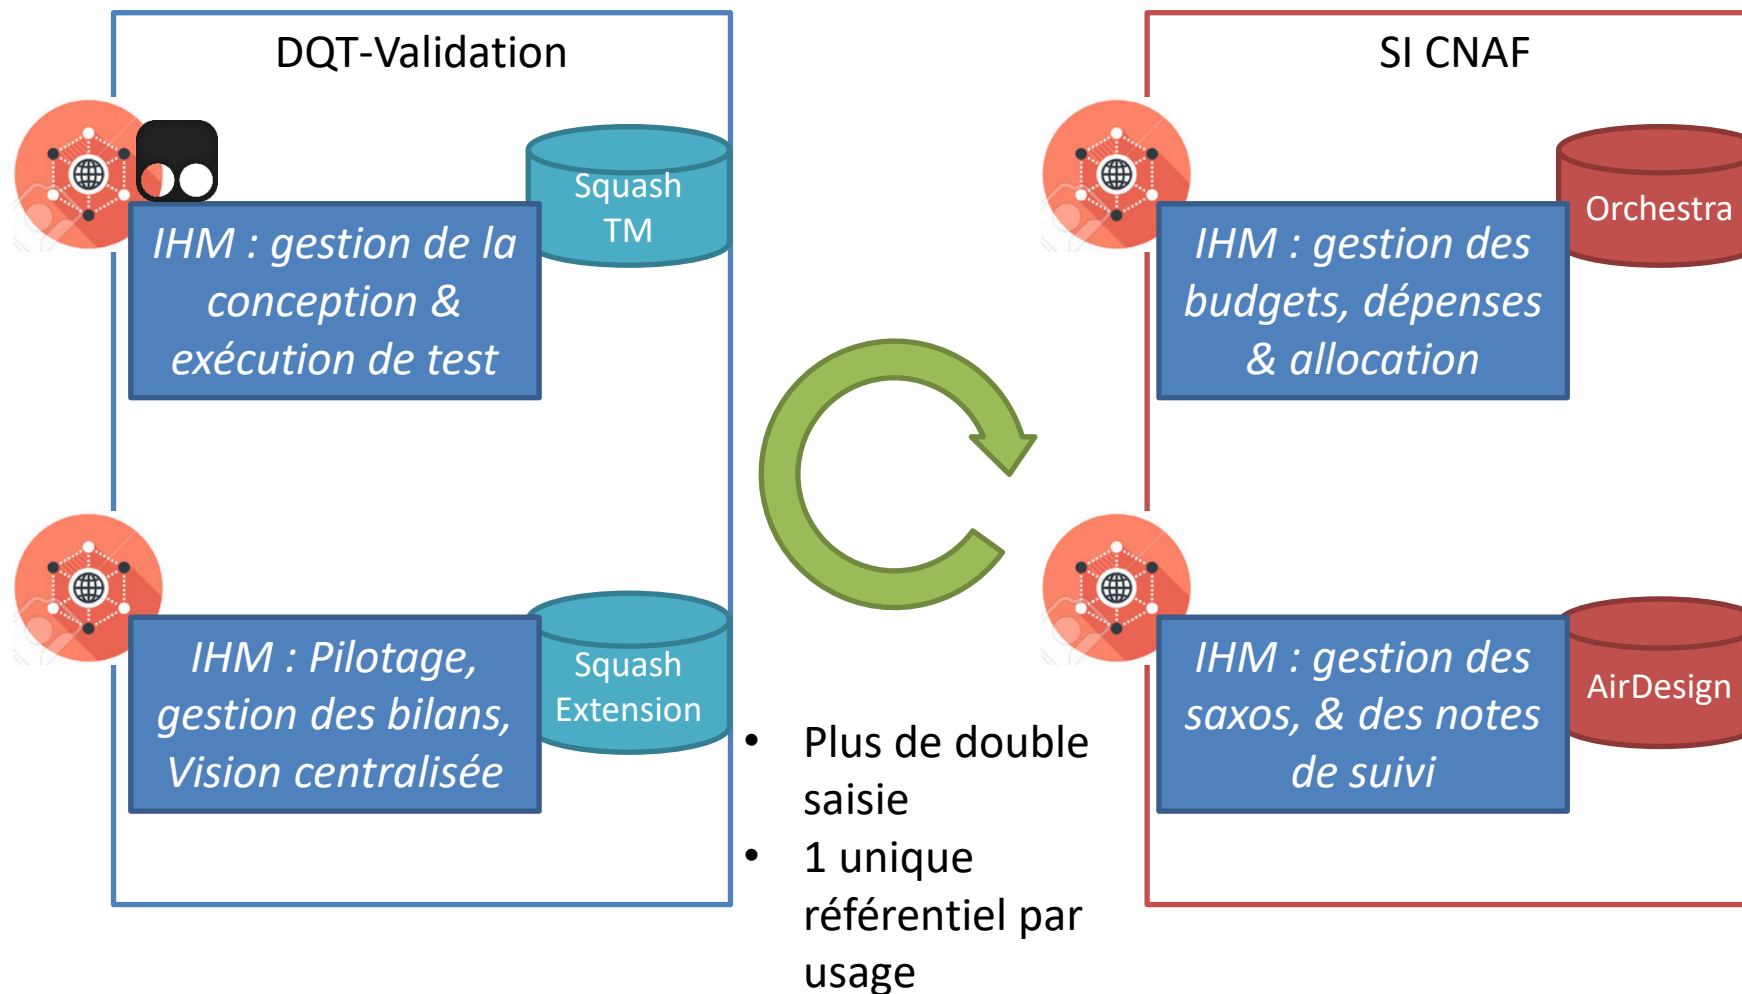 DQT-Validation
Squash
TM
IHM : gestion de la
conception &
exécution de test
Squash
Extension
IHM : Pilotage,
gestion des bilans,
Vision centralisée
• Plus de double
saisie
• 1 unique
référentiel par
usage
SI CNAF
Orchestra
IHM : gestion des
budgets, dépenses
& allocation
AirDesign
IHM : gestion des
saxos, & des notes
de suivi